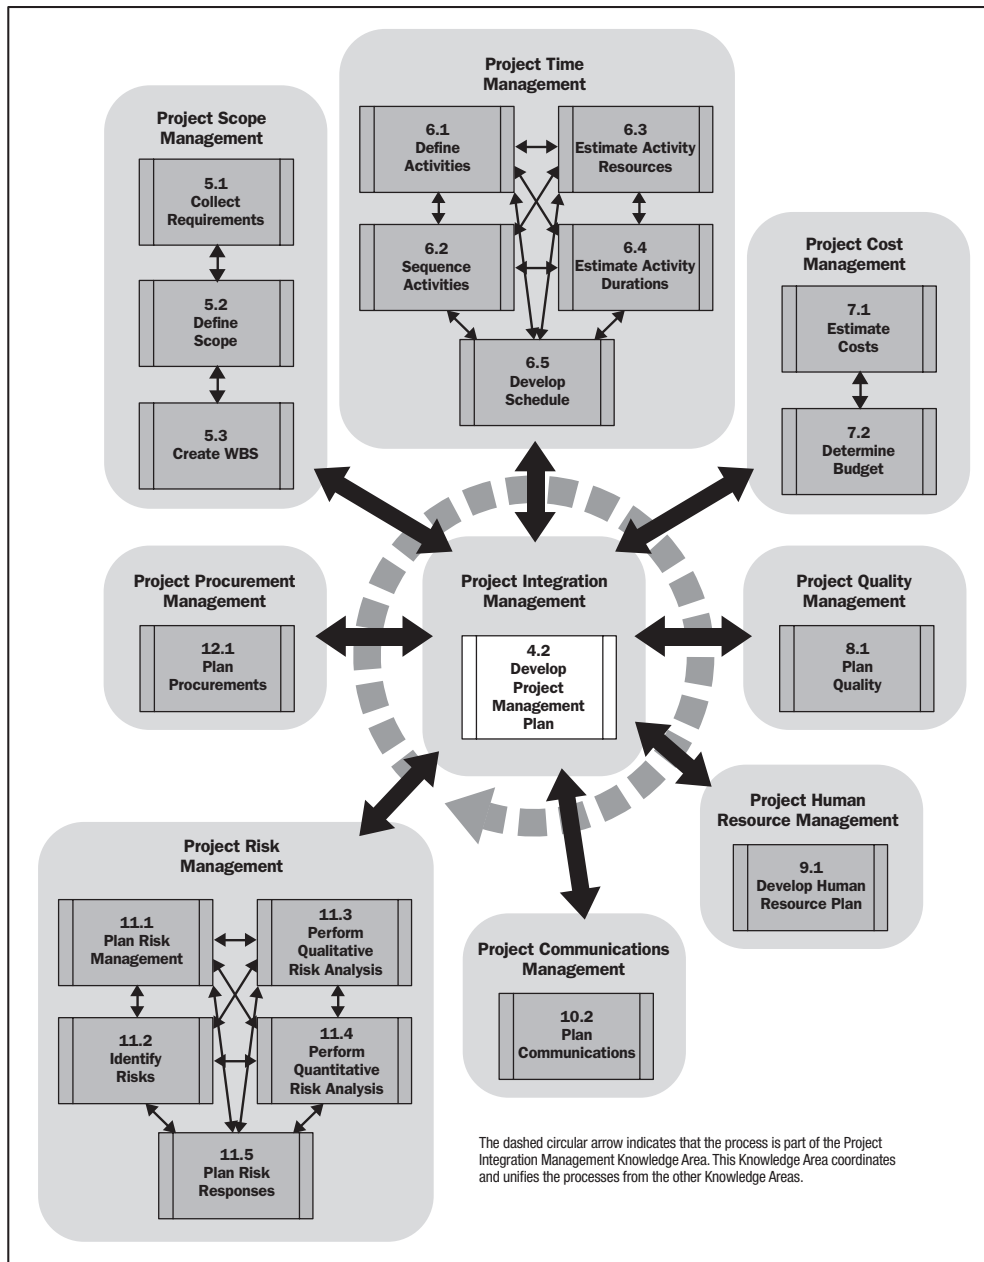 Project Time
Management
6.1
Define
Activities
6.3
Estimate Activity
Resources
6.2
Sequence
Activities
6.4
Estimate Activity
Durations
6.5
Develop
Schedule
Project Scope
Management
5.1
Collect
Requirements
5.2
Define
Scope
5.3
Create WBS
Project Cost
Management
7.1
Estimate
Costs
7.2
Determine
Budget
Project Procurement
Management
12.1
Plan
Procurements
Project Integration
Management
4.2
Develop
Project
Management
Plan
Project Quality
Management
8.1
Plan
Quality
Project Human
Resource Management
9.1
Develop Human
Resource Plan
Project Risk
Management
11.1
Plan Risk
Management
11.3
Perform
Qualitative
Risk Analysis
11.2
Identify
Risks
11.4
Perform
Quantitative
Risk Analysis
11.5
Plan Risk
Responses
Project Communications
Management
10.2
Plan
Communications
The dashed circular arrow indicates that the process is part of the Project
Integration Management Knowledge Area. This Knowledge Area coordinates
and unifies the processes from the other Knowledge Areas.